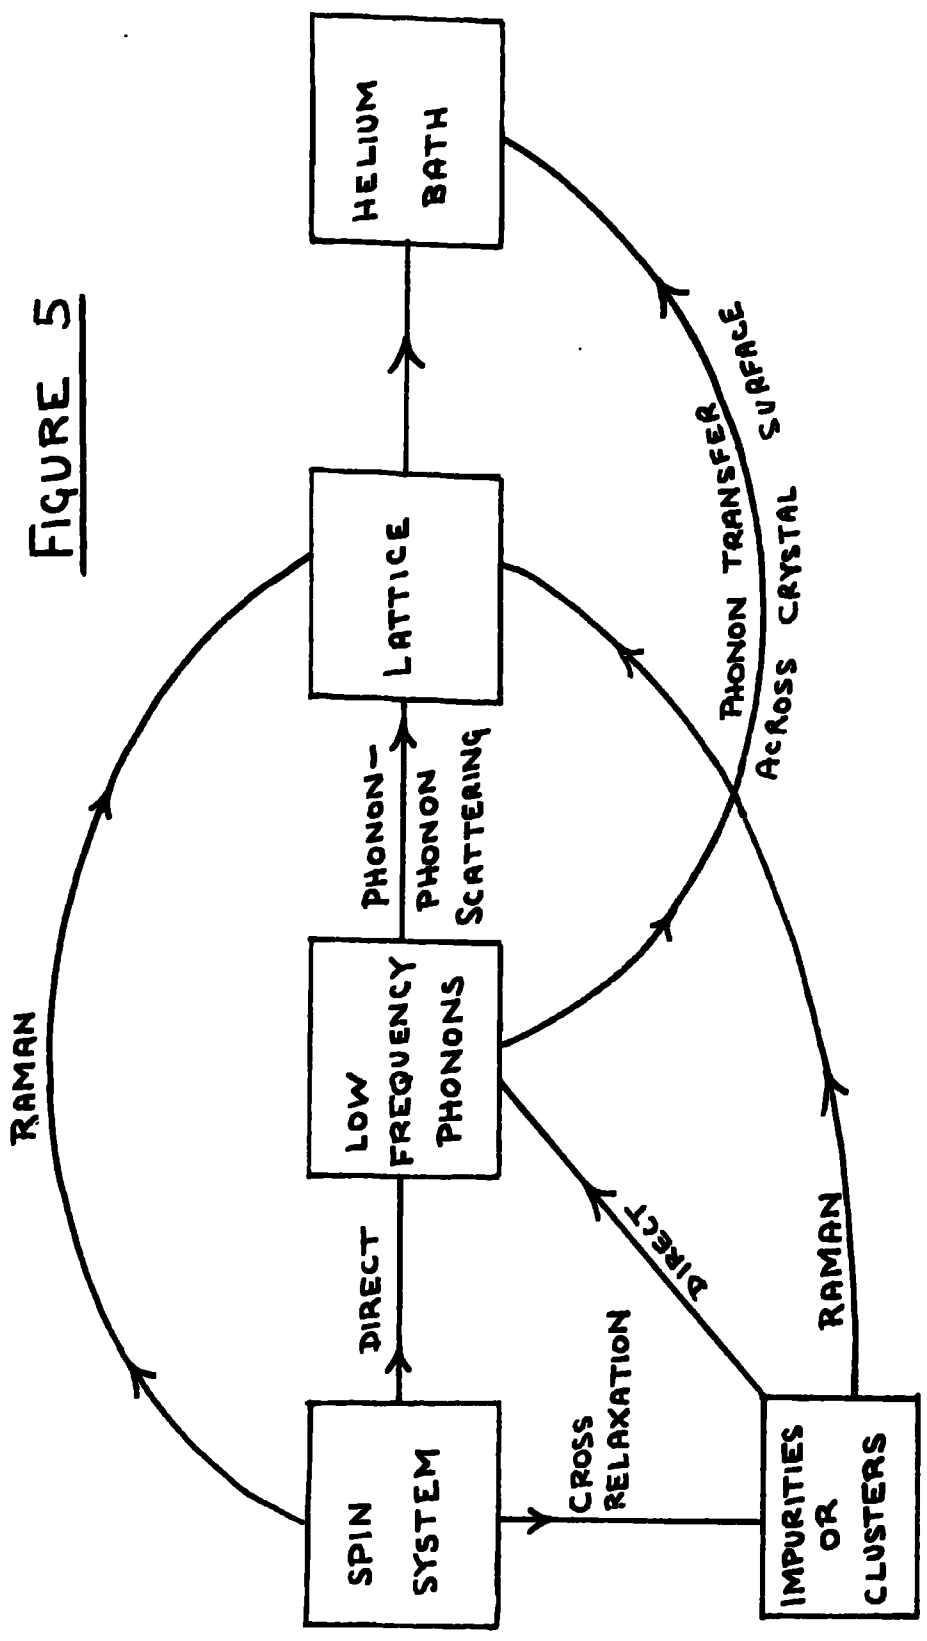 FIGURE 5
RAMAN
SPIN
SYSTEM
DIRECT
LOW
FREQUENCY
PHONONS
PHONON-
PHONON
SCATTERING
LATTICE
HELIUM
BATH
CROSS
RELAXATION
DIRECT
PHONON TRANSFER
ACROSS CRYSTAL SURFACE
IMPURITIES
OR
CLUSTERS
RAMAN